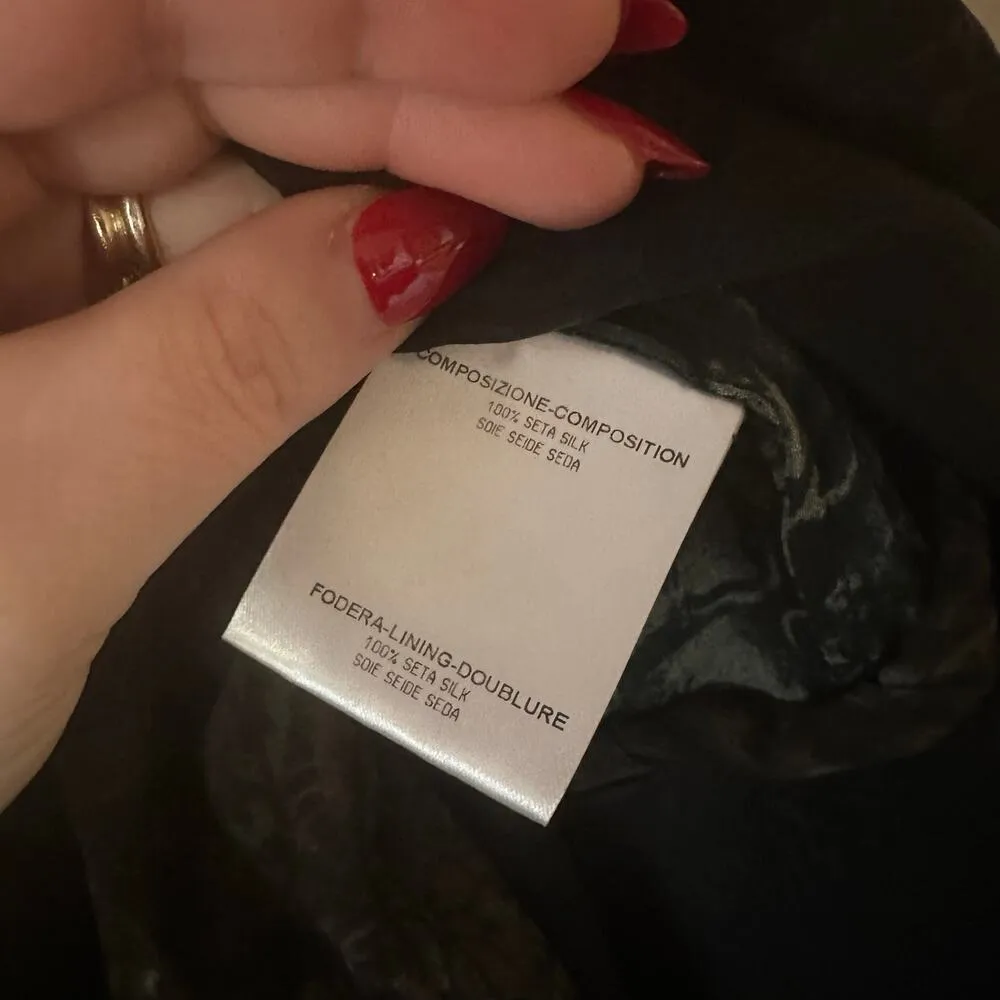 COMPOSIZIONE-COMPOSITION
100% SETA SILK
SOIE SEIDE SEDA
FODERA-LINING-DOUBLURE
100% SETA SILK
SOIE SEIDE SEDA